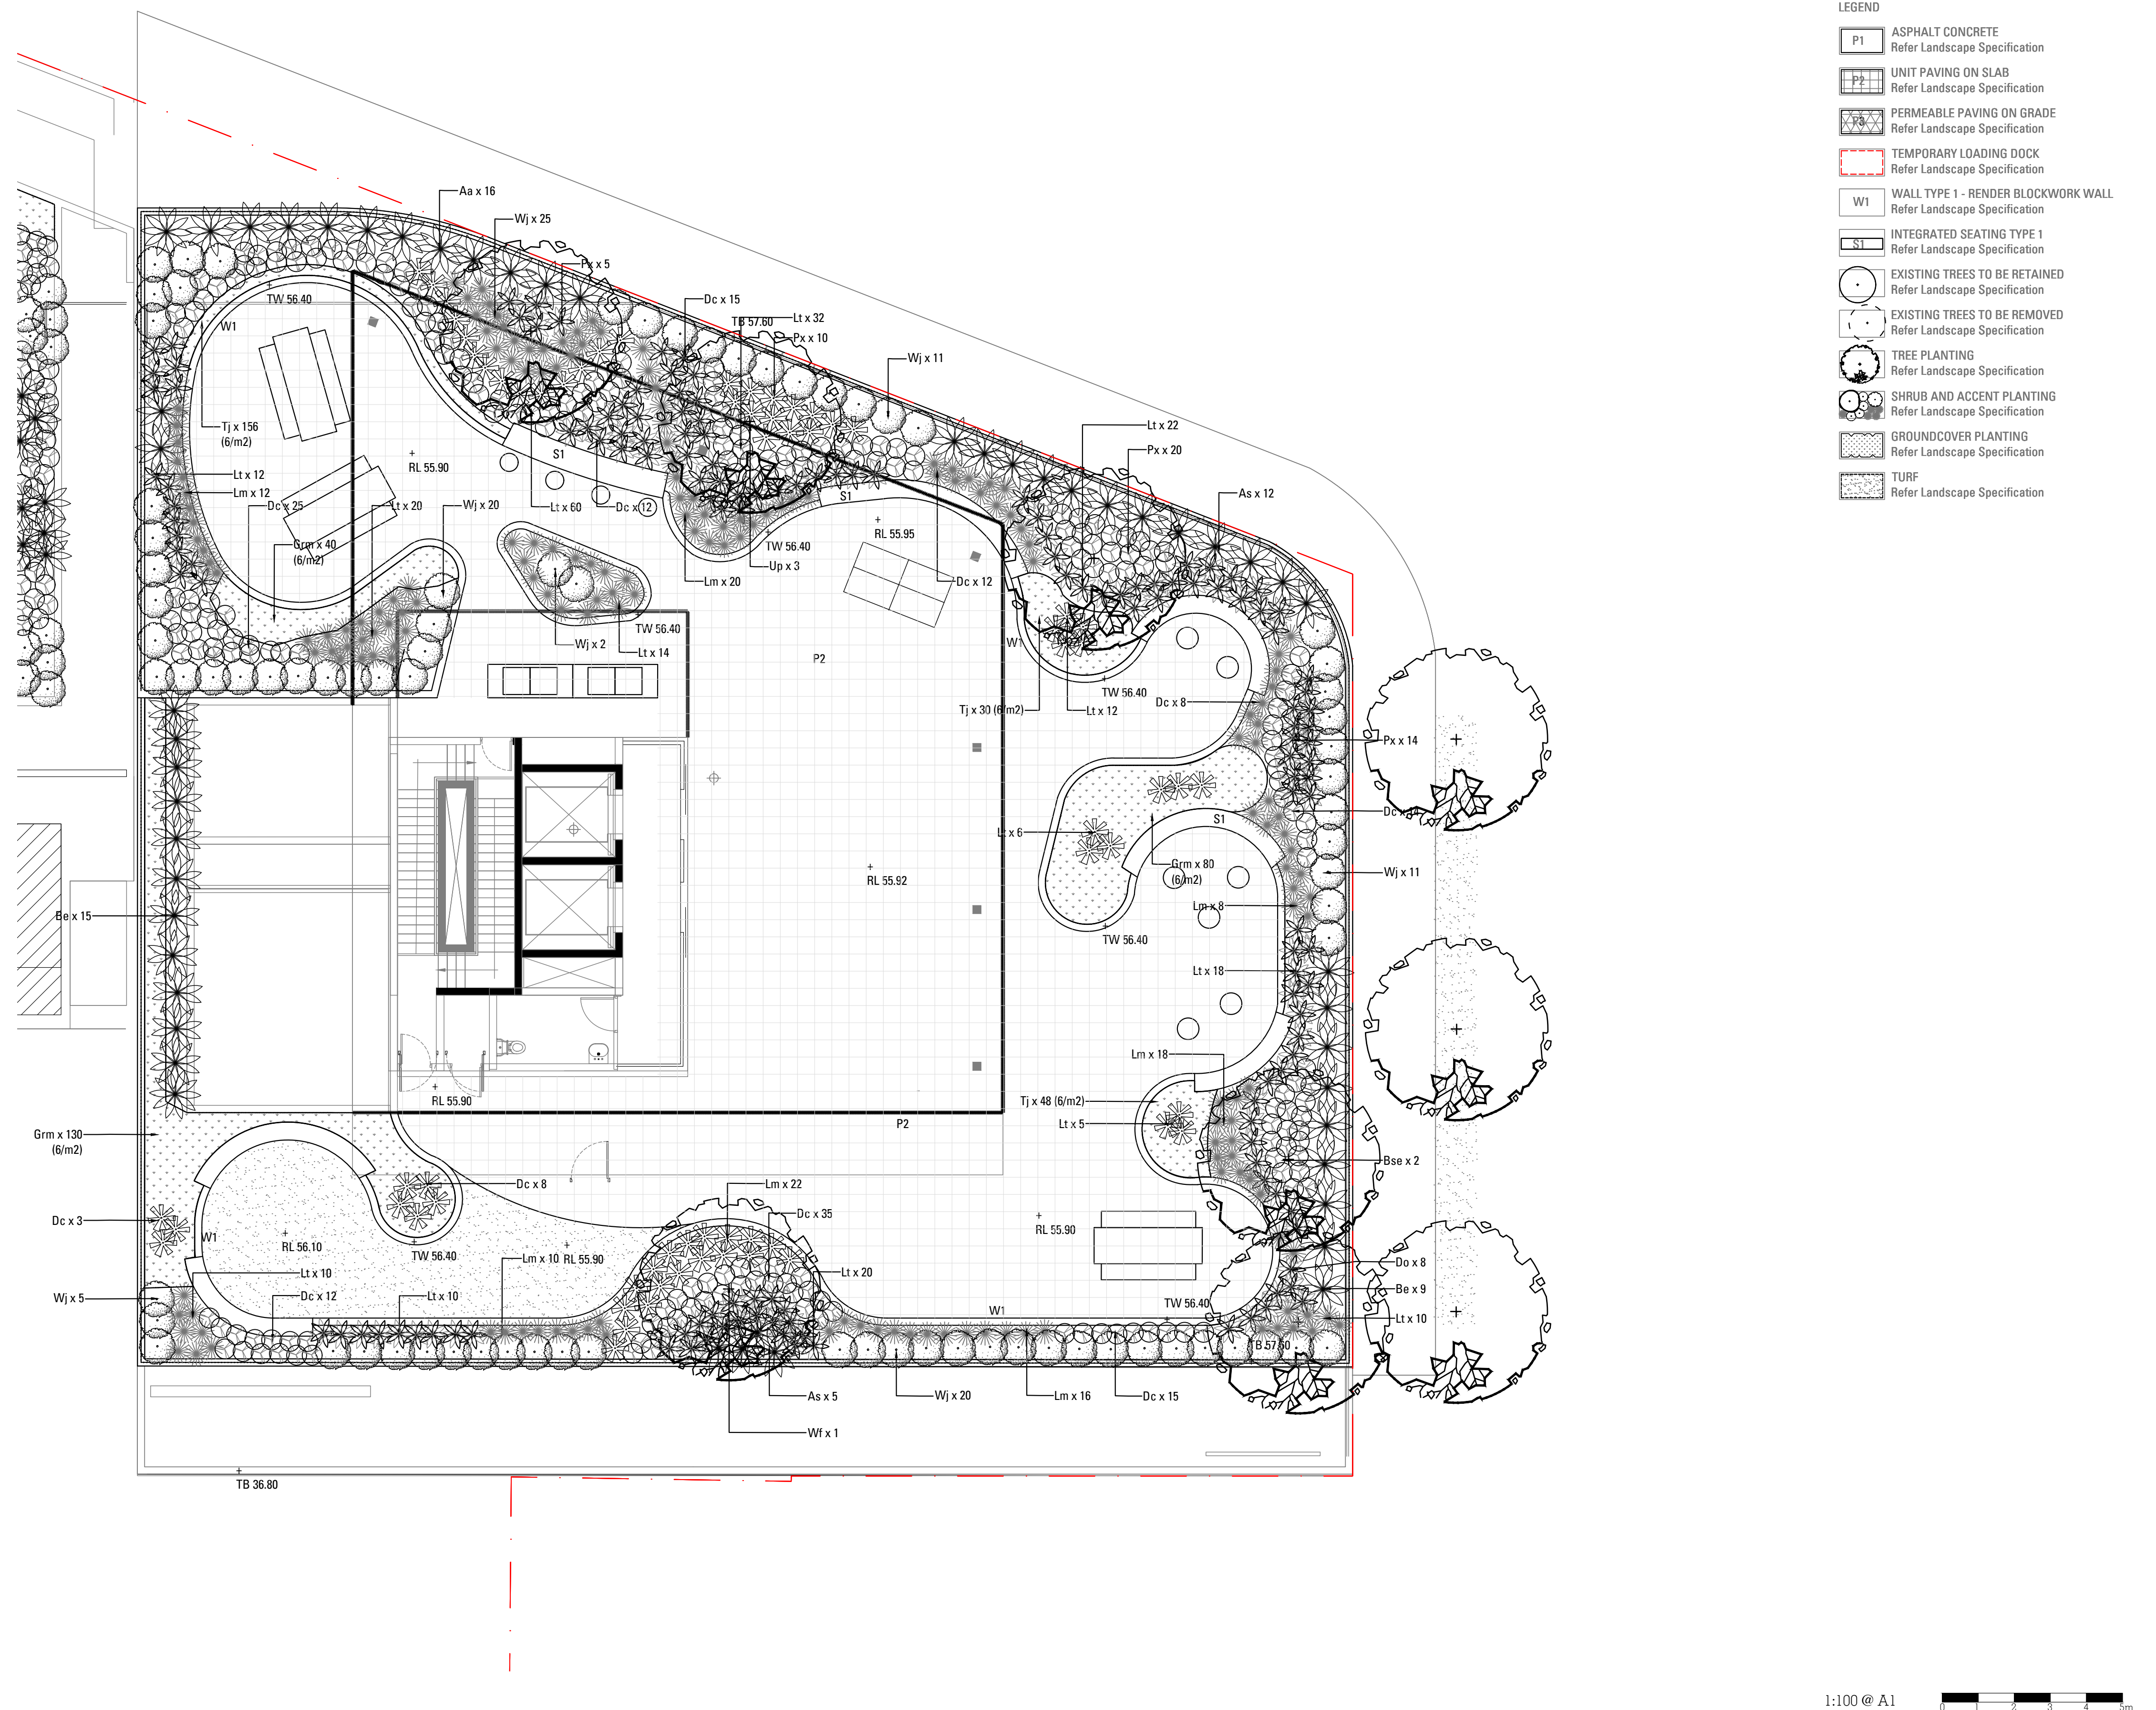 LEGEND
P1
ASPHALT CONCRETE
Refer Landscape Specification
P2
UNIT PAVING ON SLAB
Refer Landscape Specification
P3
PERMEABLE PAVING ON GRADE
Refer Landscape Specification
TEMPORARY LOADING DOCK
Refer Landscape Specification
W1
WALL TYPE 1 - RENDER BLOCKWORK WALL
Refer Landscape Specification
S1
INTEGRATED SEATING TYPE 1
Refer Landscape Specification
EXISTING TREES TO BE RETAINED
Refer Landscape Specification
EXISTING TREES TO BE REMOVED
Refer Landscape Specification
TREE PLANTING
Refer Landscape Specification
SHRUB AND ACCENT PLANTING
Refer Landscape Specification
GROUNDCOVER PLANTING
Refer Landscape Specification
TURF
Refer Landscape Specification
Aa x 16
Wj x 25
Px x 5
Dc x 15
TW 56.40
Lt x 32
TB 57.60
W1
Px x 10
Wj x 11
Tj x 156
(6/m2)
Lt x 22
Px x 20
S1
RL 55.90
Lt x 12
Lm x 12
As x 12
S1
Dc x 25
Lt x 20
Wj x 20
Lt x 60
Dc x 12
RL 55.95
Grm x 40
(6/m2)
TW 56.40
Up x 3
Lm x 20
Dc x 12
TW 56.40
Wj x 2
Lt x 14
W1
P2
TW 56.40
Dc x 8
Tj x 30 (6/m2)
Lt x 12
Px x 14
S1
Lt x 6
Grm x 80
(6/m2)
Wj x 11
RL 55.92
Lm x 8
Be x 15
TW 56.40
Lt x 18
Lm x 18
RL 55.90
Tj x 48 (6/m2)
P2
Lt x 5
Grm x 130
(6/m2)
Bse x 2
Dc x 8
Lm x 22
Dc x 3
Dc x 35
RL 55.90
W1
RL 56.10
TW 56.40
Lm x 10
RL 55.90
Do x 8
Lt x 10
Lt x 20
Be x 9
Wj x 5
Dc x 12
Lt x 10
TW 56.40
W1
Lt x 10
TB 57.60
As x 5
Wj x 20
Lm x 16
Dc x 15
Wf x 1
TB 36.80
1:100 @ A1
0 1 2 3 4 5m